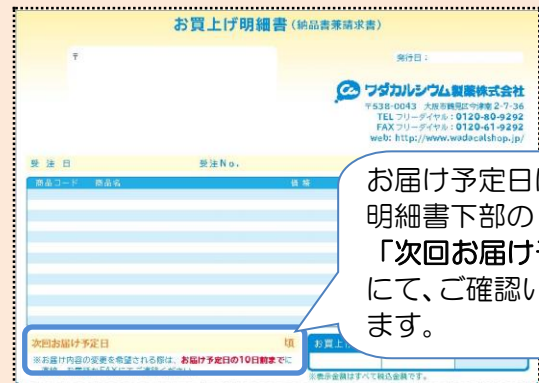 お買上げ明細書(納品書兼請求書)
〒
発行日:
ワダカルシウム製薬株式会社
〒538-0043 大阪市鶴見区今津南 2-7-36
TEL フリーダイヤル:0120-80-9292
FAX フリーダイヤル:0120-61-9292
web: http://www.wadacalshop.jp/
受 注 日 受注No.
商品コード 商品名 価格
お届け予定日は
明細書下部の
「次回お届け予
にて、ご確認い
ます。
次回お届け予定日 頃
お買上
※お届け内容の変更を希望される際は、お届け予定日の10日前までに
※表示金額はすべて税込金額です。